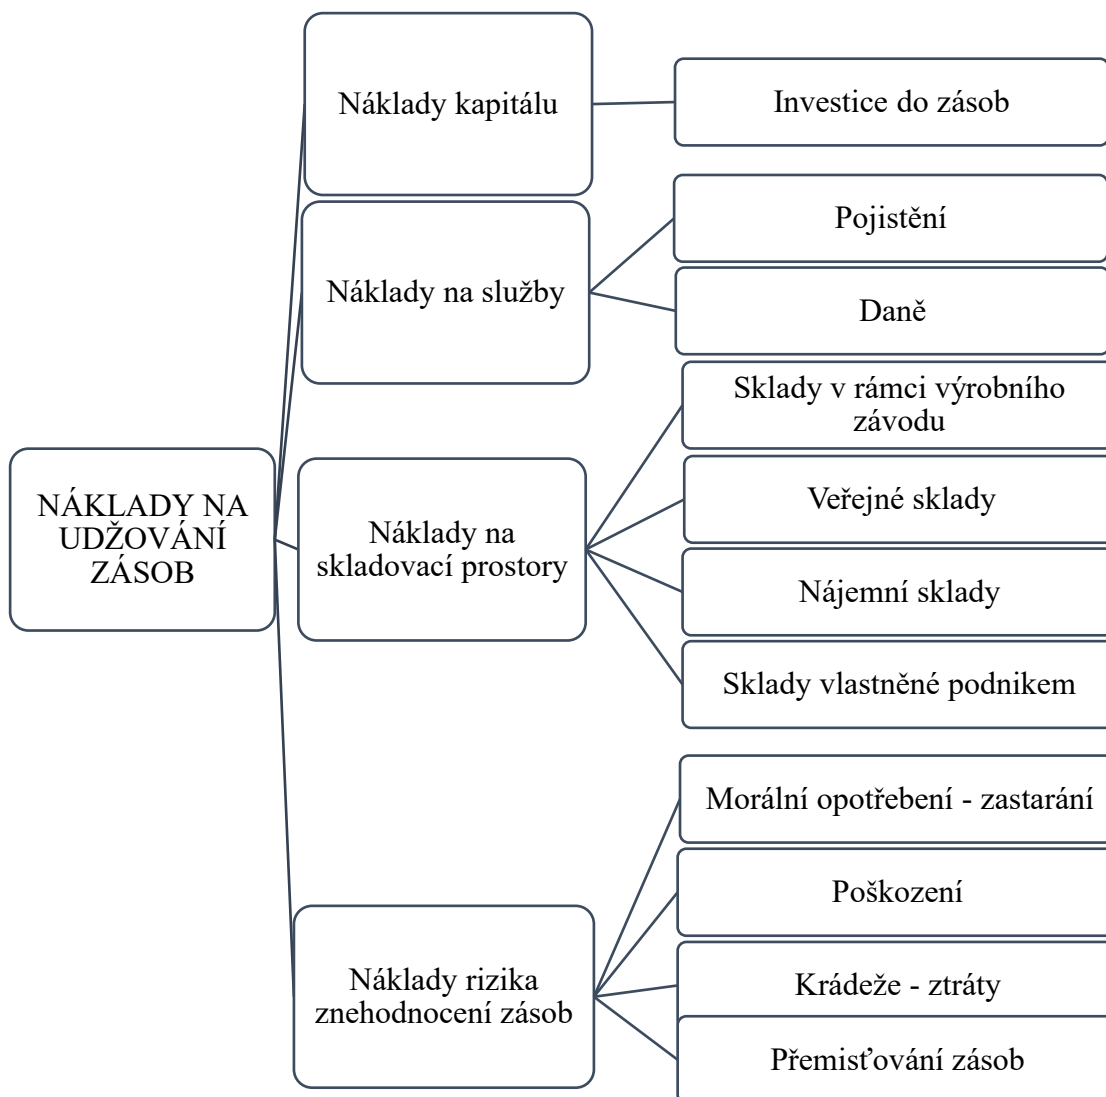 NÁKLADY NA
UDŽOVÁNÍ
ZÁSOB
Náklady kapitálu
Investice do zásob
Náklady na služby
Pojistění
Daně
Náklady na
skladovací prostory
Sklady v rámci výrobního
závodu
Veřejné sklady
Nájemní sklady
Sklady vlastněné podnikem
Náklady rizika
znehodnocení zásob
Morální opotřebení - zastarání
Poškození
Krádeže - ztráty
Přemisťování zásob